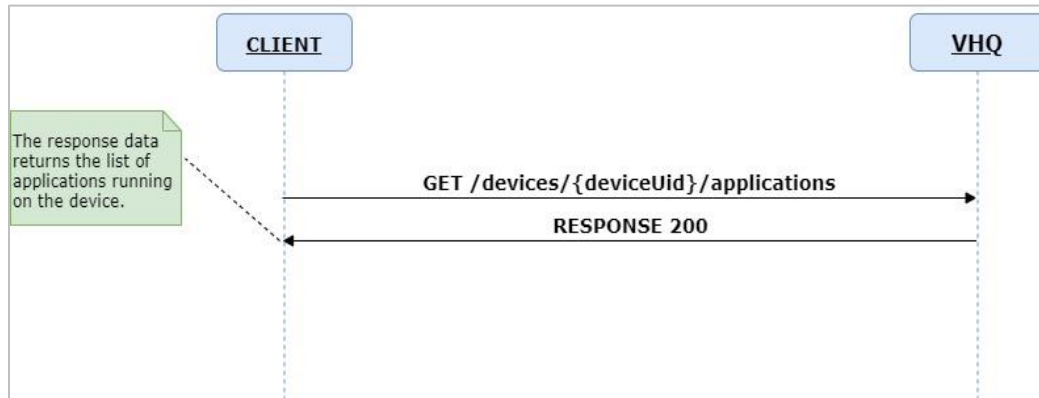 CLIENT
VHQ
The response data
returns the list of
applications running
on the device.
GET /devices/{deviceUid}/applications
RESPONSE 200